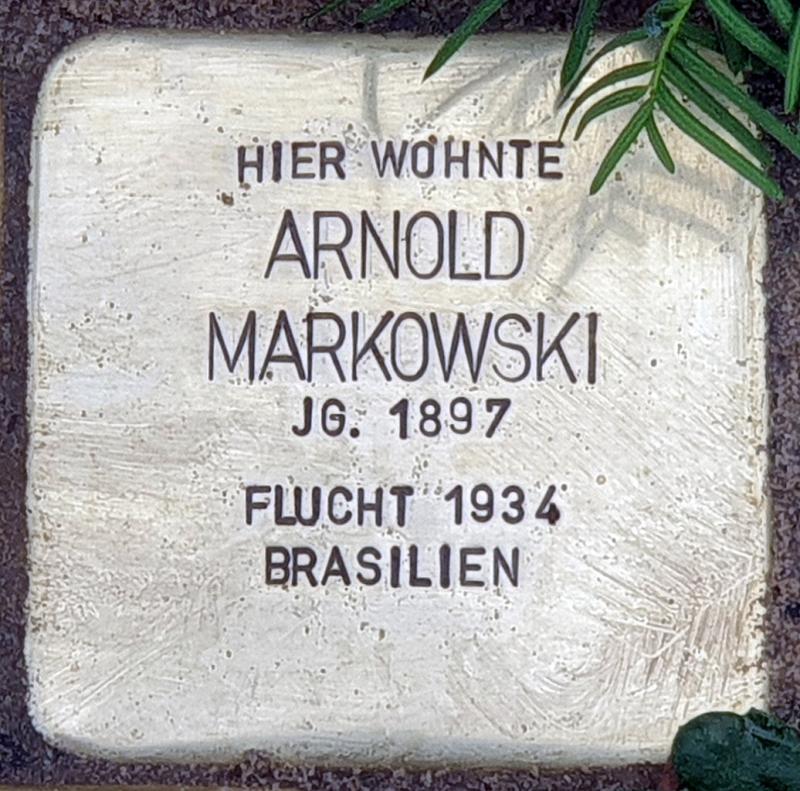 HIER WOHNTE
ARNOLD
MARKOWSKI
JG. 1897
FLUCHT 1934
BRASILIEN